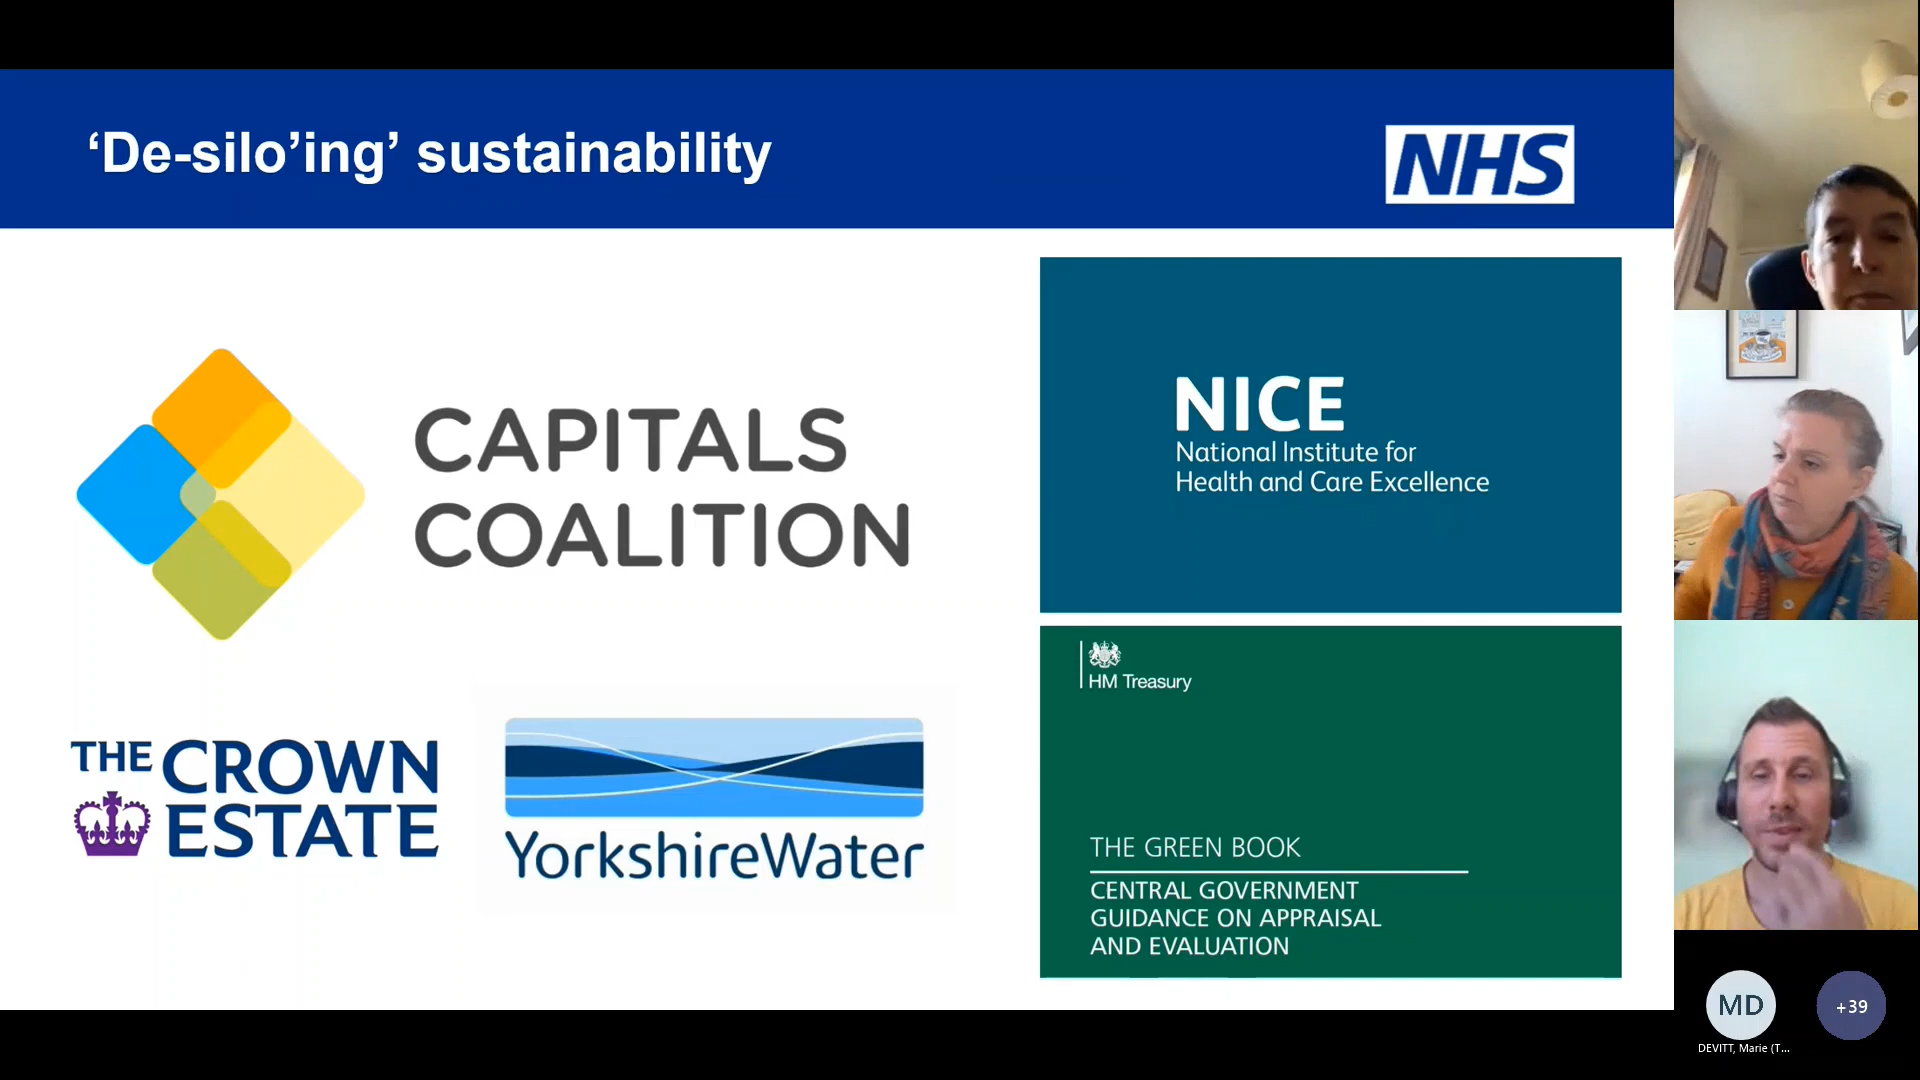 ‘De-silo’ing’ sustainability
NHS
CAPITALS
COALITION
NICE
National Institute for
Health and Care Excellence
HM Treasury
THE GREEN BOOK
CENTRAL GOVERNMENT
GUIDANCE ON APPRAISAL
AND EVALUATION
THE CROWN
ESTATE
YorkshireWater
MD
+39
DEVITT, Marie (T...